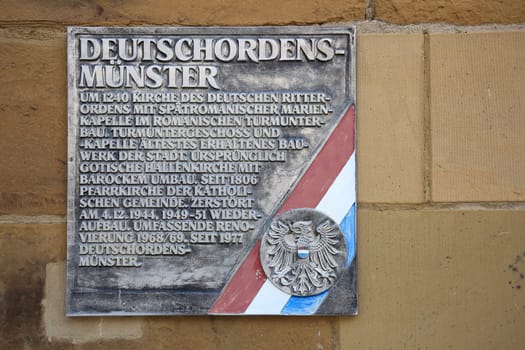 DEUTSCHORDENS-
MÜNSTER
UM 1240 KIRCHE DES DEUTSCHEN RITTER-
ORDENS MIT SPÄTROMANISCHER MARIEN-
KAPELLE IM ROMANISCHEN TURMUNTER-
BAU. TURMUNTERGESCHOSS UND
-KAPELLE ÄLTESTES ERHALTENES BAU-
WERK DER STADT. URSPRÜNGLICH
GOTISCHE HALLENKIRCHE MIT
BAROCKEM UMBAU. SEIT 1806
PFARRKIRCHE DER KATHOLI-
SCHEN GEMEINDE. ZERSTÖRT
AM 4.12.1944, 1949-51 WIEDER-
AUFBAU. UMFASSENDE RENO-
VIERUNG 1968/69. SEIT 1977
DEUTSCHORDENS-
MÜNSTER.